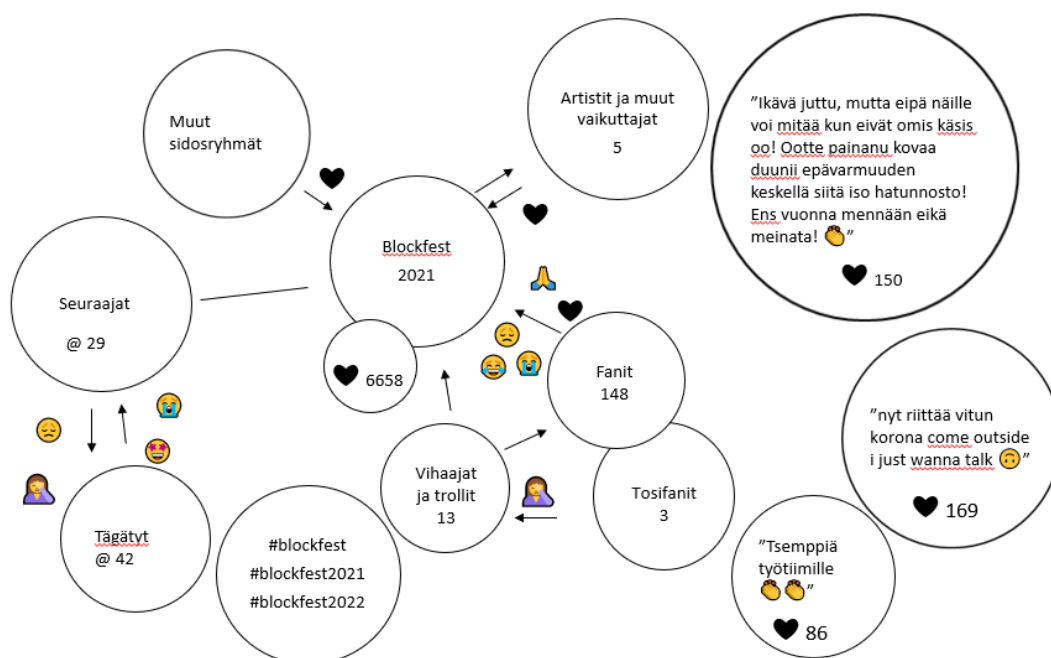 Muut
sidosryhmät
Artistit ja muut
vaikuttajat
5
”Ikävä juttu, mutta eipä näille
voi mitää kun eivät omis käsis
oo! Ootte painanu kovaa
duunii epävarmuuden
keskellä siitä iso hatunnosto!
Ens vuonna mennään eikä
meinata! 👏”
🖤 150
Blockfest
2021
🖤 6658
Seuraajat
@ 29
Fanit
148
”nyt riittää vitun
korona come outside
i just wanna talk 🙃”
🖤 169
Vihaajat
ja trollit
13
Tosifanit
3
Tägätyt
@ 42
#blockfest
#blockfest2021
#blockfest2022
”Tsemppiä
työtiimille
👏👏”
🖤 86